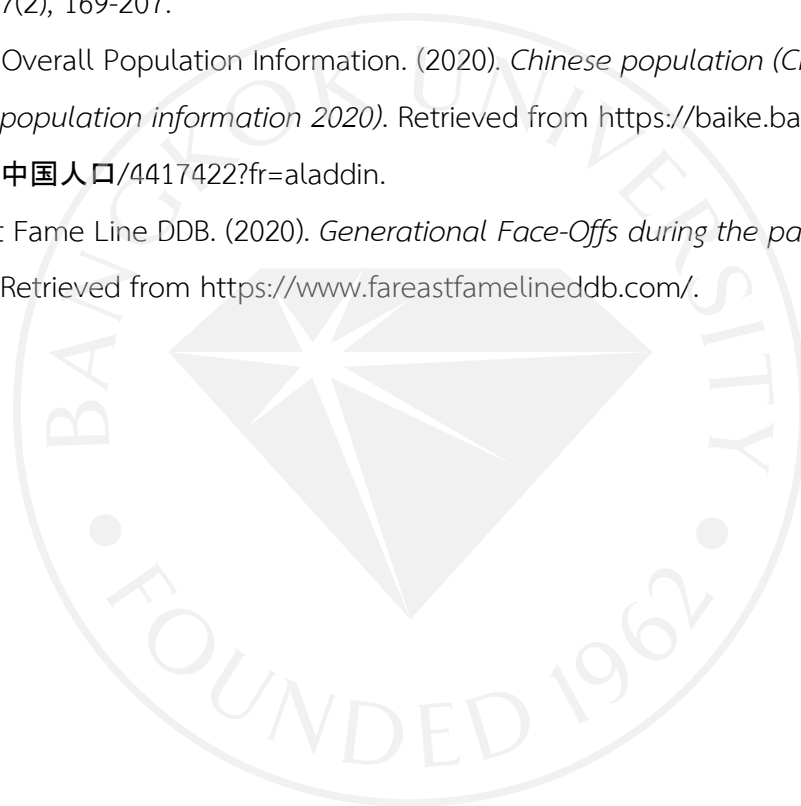 7(2), 169-207.
Overall Population Information. (2020). Chinese population (C
population information 2020). Retrieved from https://baike.ba
中国人口/4417422?fr=aladdin.
t Fame Line DDB. (2020). Generational Face-Offs during the pa
Retrieved from https://www.fareastfamelineddb.com/.
BANGKOK UNIVERSITY
FOUNDED 1962